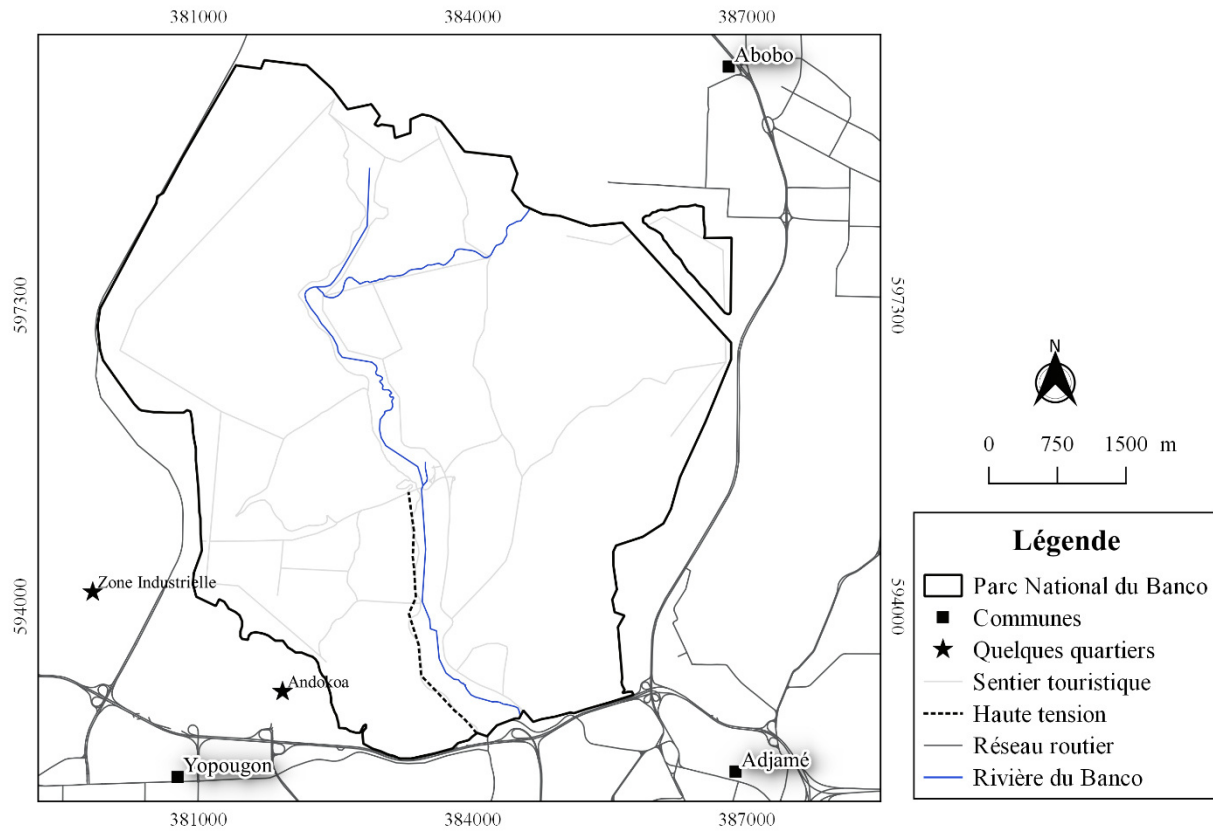 381000 384000 387000
Abobo
597300
597300
N
0 750 1500 m
Zone Industrielle
594000
594000
Andokoa
Yopougon
Adjamé
381000 384000 387000
Légende
Parc National du Banco
Communes
Quelques quartiers
Sentier touristique
Haute tension
Réseau routier
Rivière du Banco